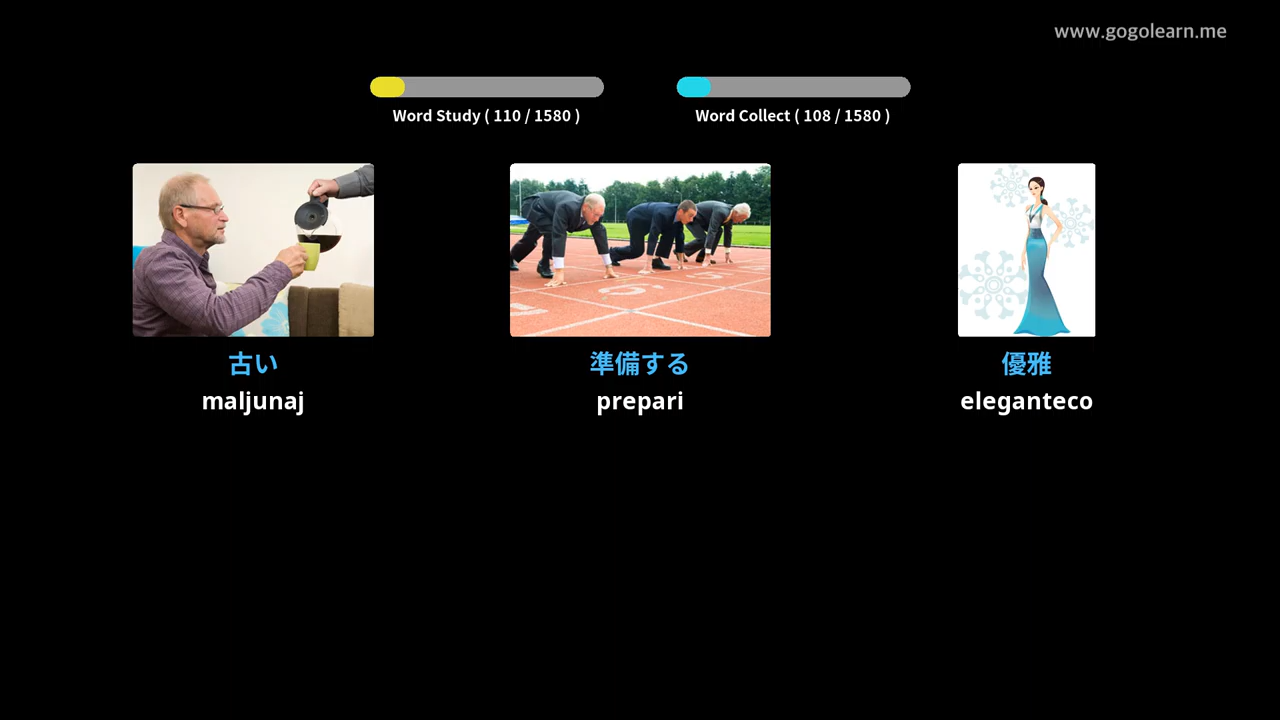 www.gogolearn.me
Word Study ( 110 / 1580 )
Word Collect ( 108 / 1580 )
古い
maljunaj
準備する
prepari
優雅
eleganteco